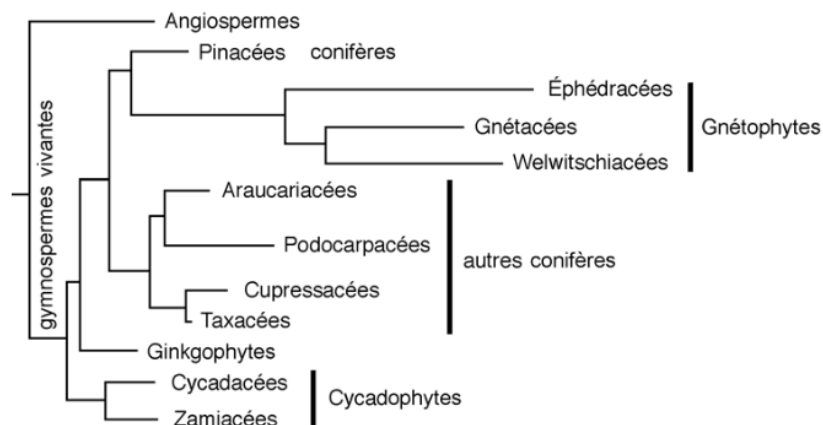 Angiospermes
Pinacées conifères
Éphédracées
Gnétacées
Gnétophytes
Welwitschiacées
gymnospermes vivantes
Araucariacées
Podocarpacées
autres conifères
Cupressacées
Taxacées
Ginkgophytes
Cycadacées
Cycadophytes
Zamiacées